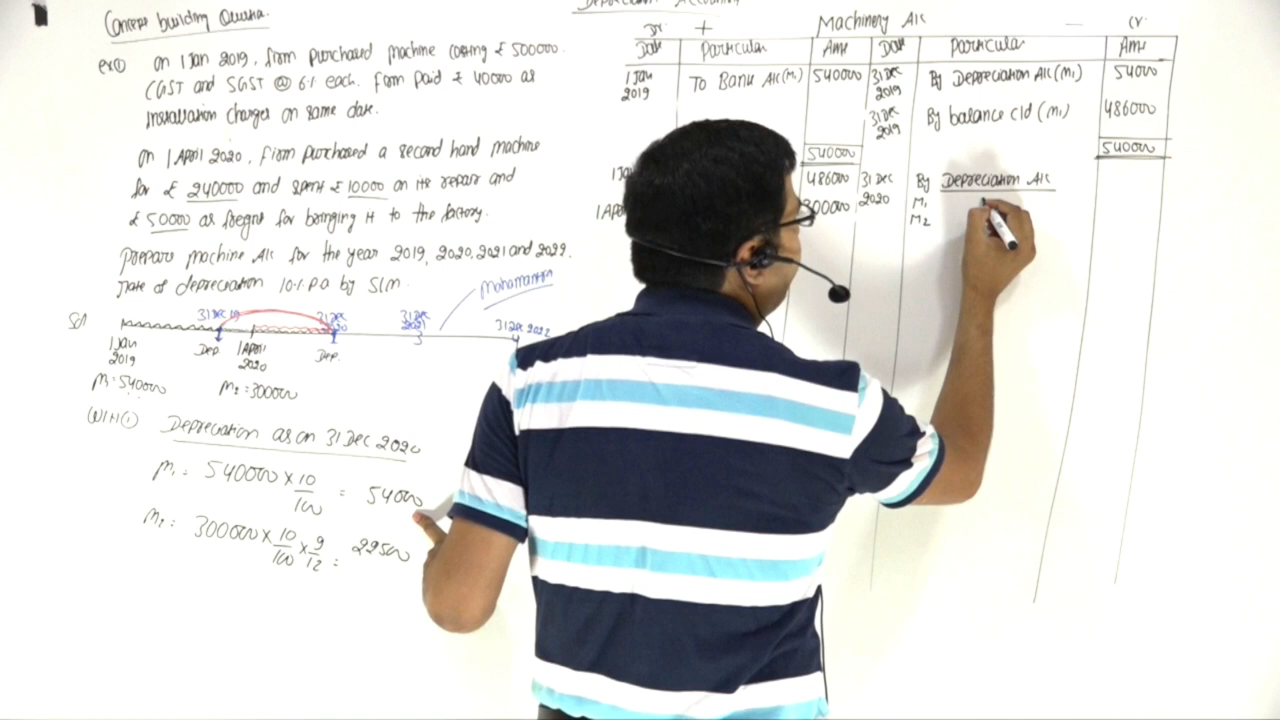 Concept building Question.
ex① on 1 Jan 2019, firm purchased machine costing ₹ 500000.
CGST and SGST @ 6% each. firm paid ₹ 40000 as
Installation charges on same date.
on 1 April 2020, firm purchased a second hand machine
for ₹ 240000 and spent ₹ 10000 on its repair and
₹ 50000 as freight for bringing it to the factory.
prepare machine A/c for the year 2019, 2020, 2021 and 2022.
rate of depreciation 10% p.a by SLM.
Mahamantra
Sol
31 Dec 19
31 Dec
31 Dec 2021
31 Dec 2022
1 Jan 2019
Dep.
1 April 2020
Dep.
3
4
M₁=540000
M₂=300000
W/N①
Depreciation as on 31 Dec 2020
M₁ = 540000 × 10/100 = 54000
M₂ = 300000 × 10/100 × 9/12 = 22500
Depreciation Accounting
Dr. +
Machinery A/c
— Cr.
Date Particular Amt Date Particular Amt
1 Jan 2019 To Bank A/c (M₁) 540000 31 Dec 2019 By Depreciation A/c (M₁) 54000
31 Dec 2019 By balance c/d (M₁) 486000
540000 540000
486000 31 Dec 2020 By Depreciation A/c
300000 M₁
M₂